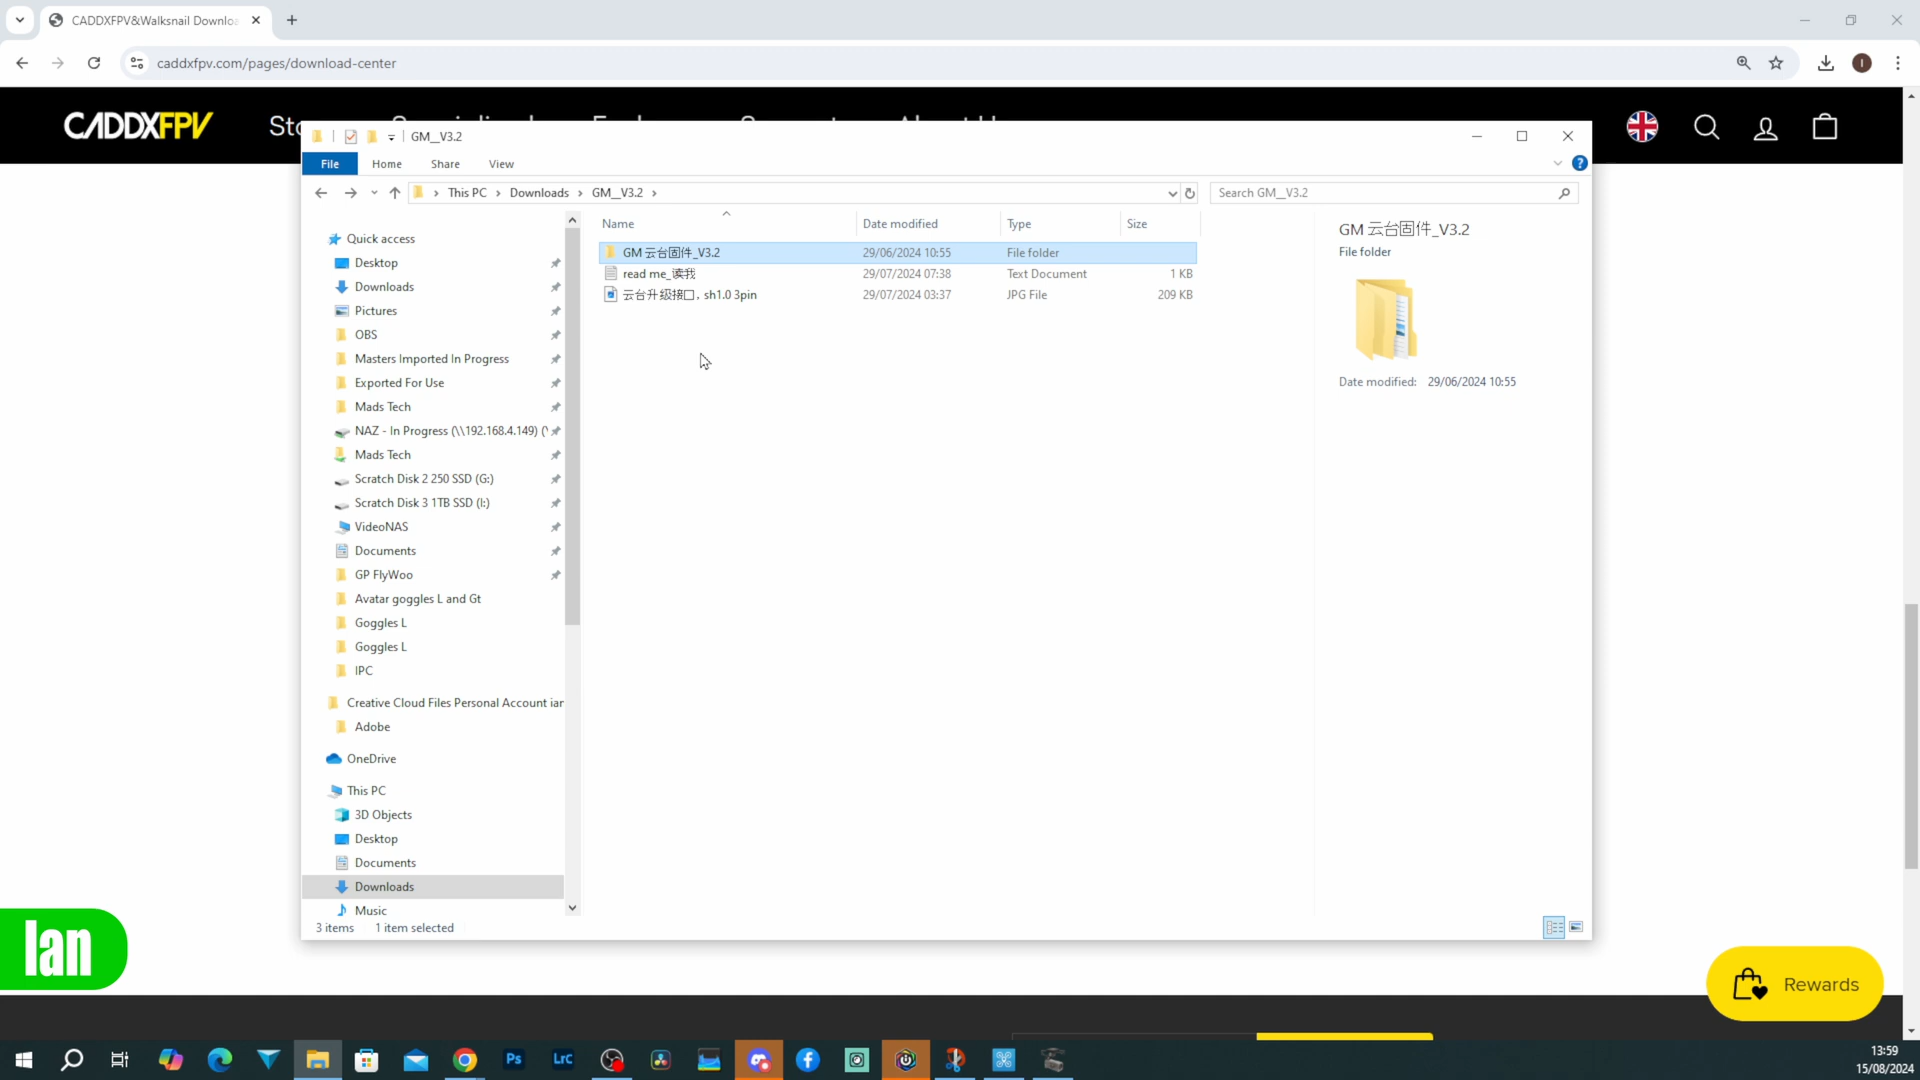 CADDXFPV&Walksnail Downloa
caddxfpv.com/pages/download-center
CADDXFPV
GM__V3.2
File Home Share View
This PC Downloads GM__V3.2
Search GM__V3.2
Name Date modified Type Size
GM 云台固件_V3.2 29/06/2024 10:55 File folder
read me_读我 29/07/2024 07:38 Text Document 1 KB
云台升级接口，sh1.0 3pin 29/07/2024 03:37 JPG File 209 KB
GM 云台固件_V3.2
File folder
Date modified: 29/06/2024 10:55
Quick access
Desktop
Downloads
Pictures
OBS
Masters Imported In Progress
Exported For Use
Mads Tech
NAZ - In Progress (\\192.168.4.149) (
Mads Tech
Scratch Disk 2 250 SSD (G:)
Scratch Disk 3 1TB SSD (I:)
VideoNAS
Documents
GP FlyWoo
Avatar goggles L and Gt
Goggles L
Goggles L
IPC
Creative Cloud Files Personal Account ian
Adobe
OneDrive
This PC
3D Objects
Desktop
Documents
Downloads
Music
3 items 1 item selected
Ian
Rewards
Ps
LrC
13:59
15/08/2024